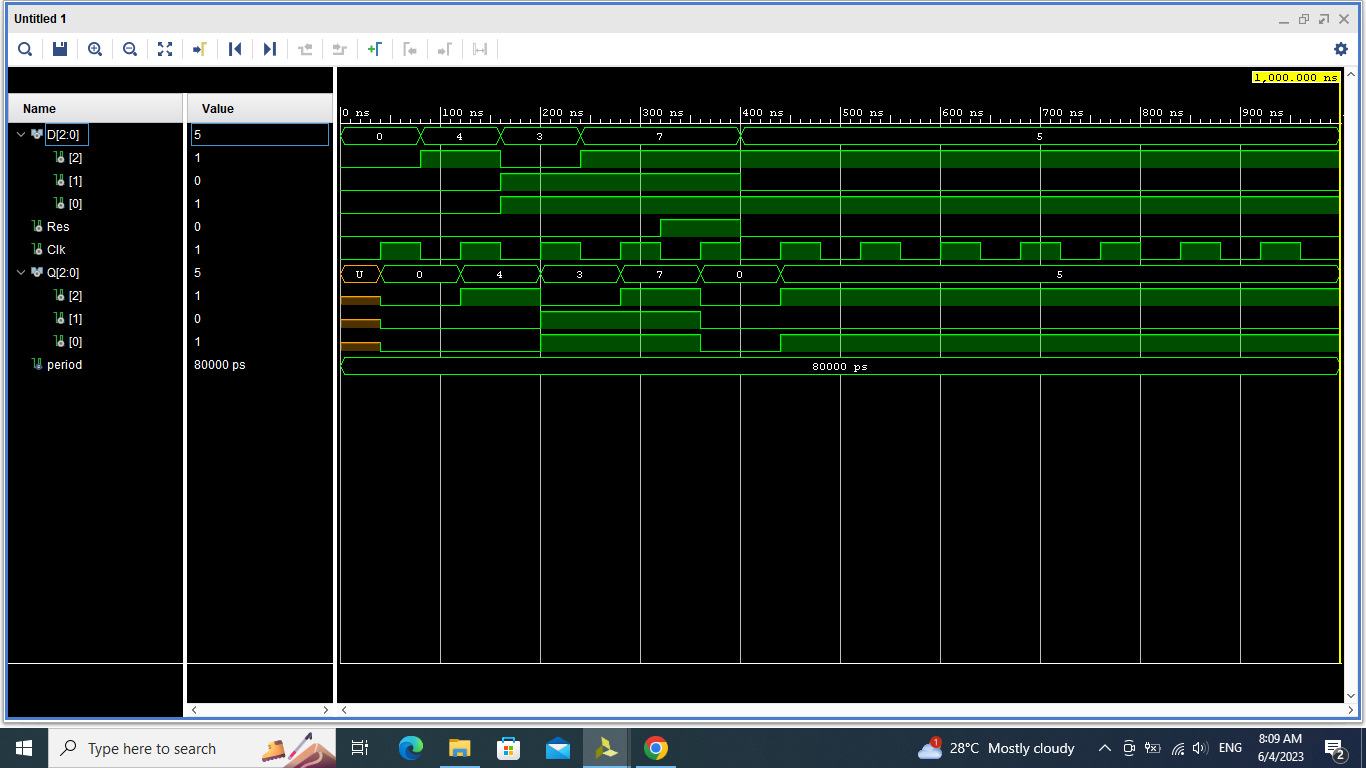 Untitled 1
1,000.000 ns
Name Value
0 ns 100 ns 200 ns 300 ns 400 ns 500 ns 600 ns 700 ns 800 ns 900 ns
D[2:0] 5 0 4 3 7 5
[2] 1
[1] 0
[0] 1
Res 0
Clk 1
Q[2:0] 5 U 0 4 3 7 0 5
[2] 1
[1] 0
[0] 1
period 80000 ps 80000 ps
Type here to search 1 28°C Mostly cloudy ENG 8:09 AM
6/4/2023 2